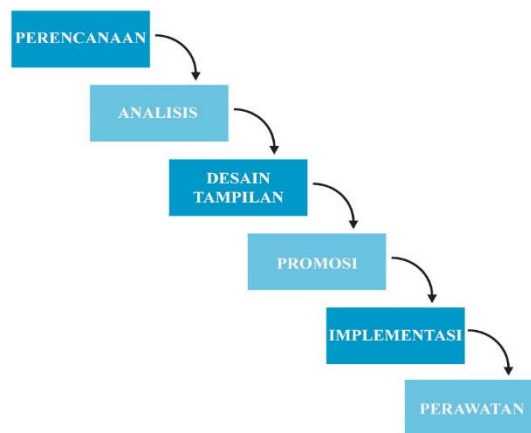 PERENCANAAN
ANALISIS
DESAIN
TAMPILAN
PROMOSI
IMPLEMENTASI
PERAWATAN